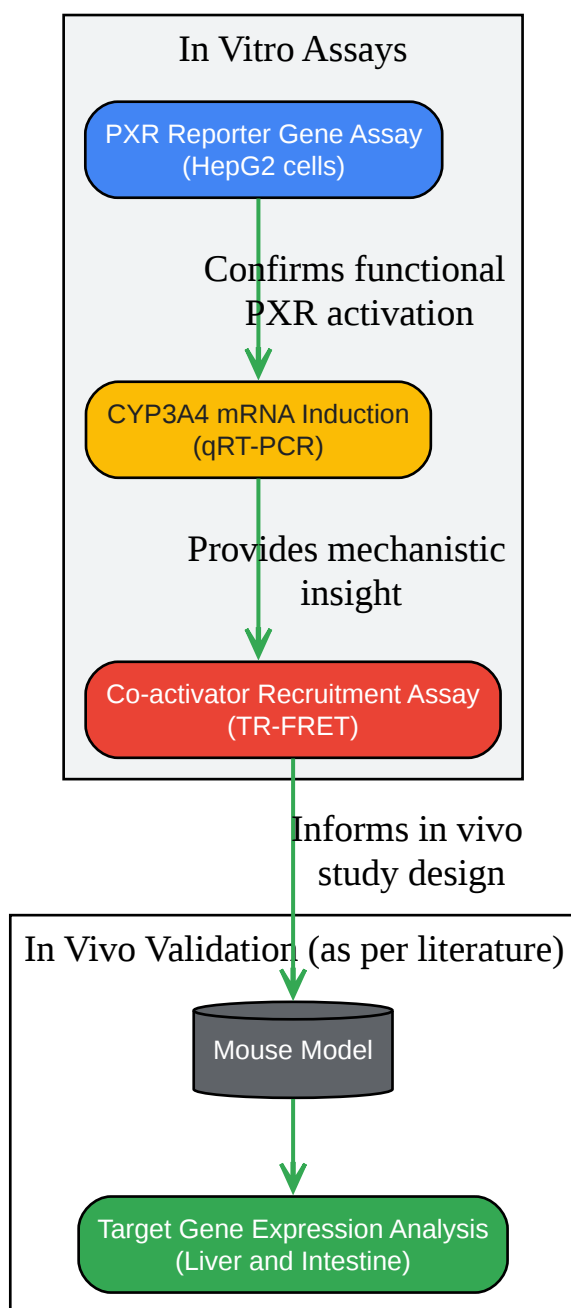 In Vitro Assays
PXR Reporter Gene Assay
(HepG2 cells)
Confirms functional
PXR activation
CYP3A4 mRNA Induction
(qRT-PCR)
Provides mechanistic
insight
Co-activator Recruitment Assay
(TR-FRET)
Informs in vivo
study design
In Vivo Validation (as per literature)
Mouse Model
Target Gene Expression Analysis
(Liver and Intestine)